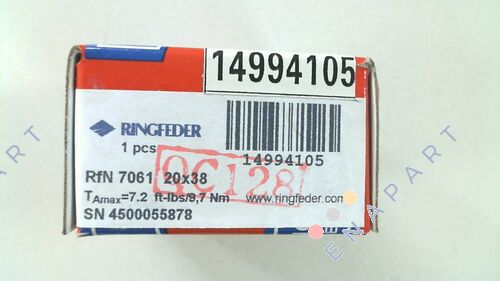 14994105
RINGFEDER
1 pcs
14994105
RfN 7061 20x38
QC128
TAmax=7.2 ft-lbs/9,7 Nm www.ringfeder.com
SN 4500055878
ENAPART